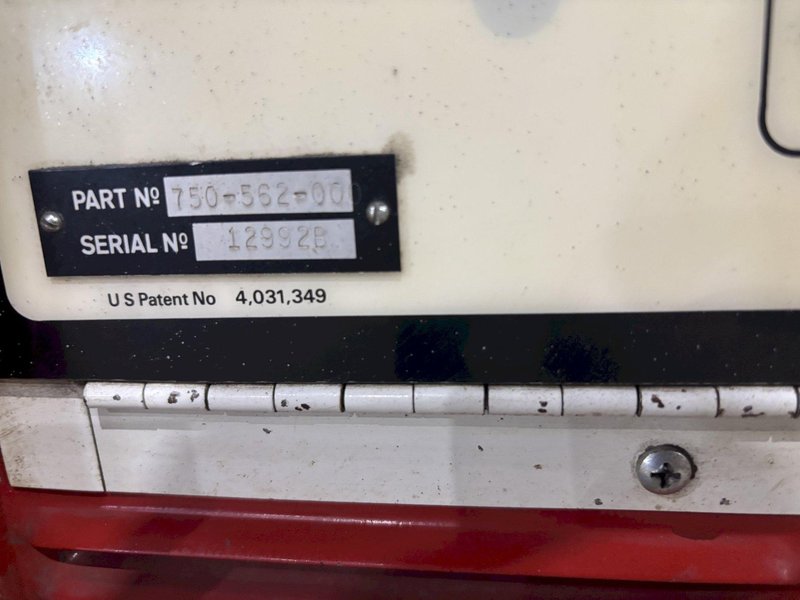 PART Nº 750-562-000
SERIAL Nº 12992B
U S Patent No 4,031,349